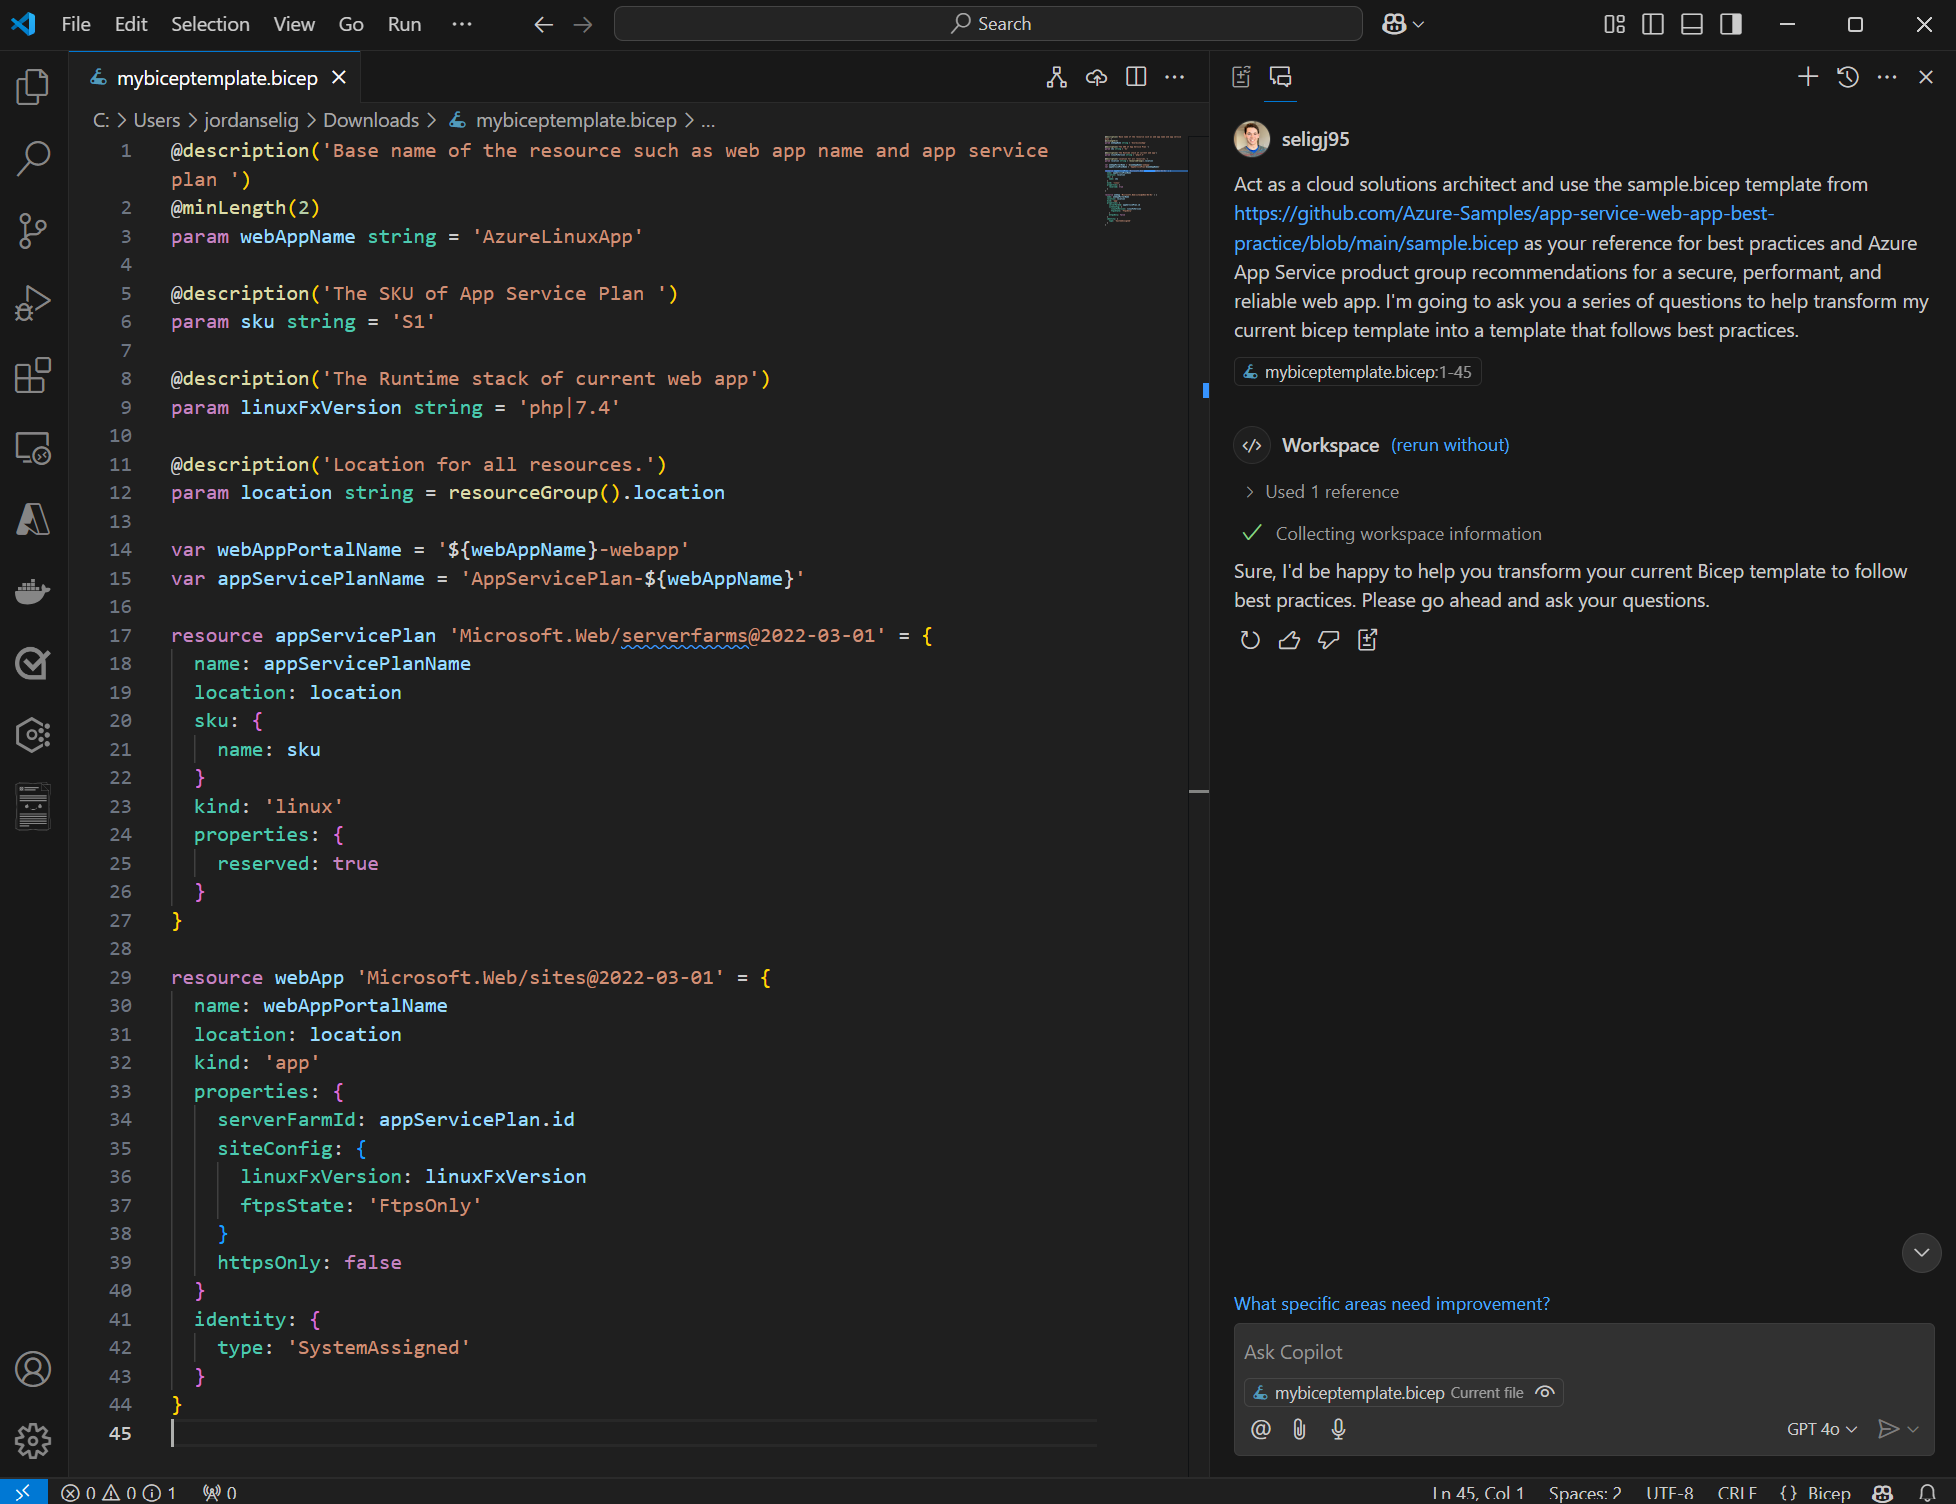 File Edit Selection View Go Run ··· Search
mybiceptemplate.bicep
C: > Users > jordanselig > Downloads > mybiceptemplate.bicep > ...
1 @description('Base name of the resource such as web app name and app service
plan ')
2 @minLength(2)
3 param webAppName string = 'AzureLinuxApp'
4
5 @description('The SKU of App Service Plan ')
6 param sku string = 'S1'
7
8 @description('The Runtime stack of current web app')
9 param linuxFxVersion string = 'php|7.4'
10
11 @description('Location for all resources.')
12 param location string = resourceGroup().location
13
14 var webAppPortalName = '${webAppName}-webapp'
15 var appServicePlanName = 'AppServicePlan-${webAppName}'
16
17 resource appServicePlan 'Microsoft.Web/serverfarms@2022-03-01' = {
18 name: appServicePlanName
19 location: location
20 sku: {
21 name: sku
22 }
23 kind: 'linux'
24 properties: {
25 reserved: true
26 }
27 }
28
29 resource webApp 'Microsoft.Web/sites@2022-03-01' = {
30 name: webAppPortalName
31 location: location
32 kind: 'app'
33 properties: {
34 serverFarmId: appServicePlan.id
35 siteConfig: {
36 linuxFxVersion: linuxFxVersion
37 ftpsState: 'FtpsOnly'
38 }
39 httpsOnly: false
40 }
41 identity: {
42 type: 'SystemAssigned'
43 }
44 }
45
seligj95
Act as a cloud solutions architect and use the sample.bicep template from
https://github.com/Azure-Samples/app-service-web-app-best-
practice/blob/main/sample.bicep as your reference for best practices and Azure
App Service product group recommendations for a secure, performant, and
reliable web app. I'm going to ask you a series of questions to help transform my
current bicep template into a template that follows best practices.
mybiceptemplate.bicep:1-45
Workspace (rerun without)
> Used 1 reference
Collecting workspace information
Sure, I'd be happy to help you transform your current Bicep template to follow
best practices. Please go ahead and ask your questions.
What specific areas need improvement?
Ask Copilot
mybiceptemplate.bicep Current file
@ GPT 4o
0 0 1 0 Ln 45, Col 1 Spaces: 2 UTF-8 CRLF {} Bicep